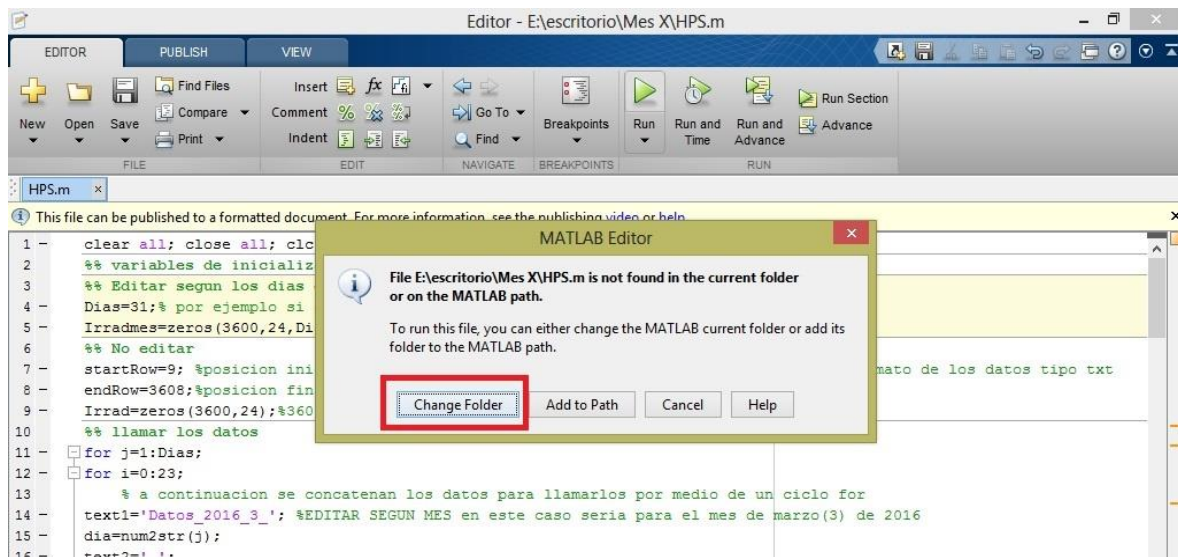 Editor - E:\escritorio\Mes X\HPS.m
EDITOR PUBLISH VIEW
Find Files Insert fx
New Open Save Compare Comment Go To Breakpoints Run Run and Time Run and Advance Run Section
Print Indent Find Advance
FILE EDIT NAVIGATE BREAKPOINTS RUN
HPS.m
This file can be published to a formatted document. For more information, see the publishing video or help.
MATLAB Editor
File E:\escritorio\Mes X\HPS.m is not found in the current folder
or on the MATLAB path.
To run this file, you can either change the MATLAB current folder or add its
folder to the MATLAB path.
Change Folder Add to Path Cancel Help
1 - clear all; close all; clc
2 %% variables de inicializ
3 %% Editar segun los dias
4 - Dias=31;% por ejemplo si
5 - Irradmes=zeros(3600,24,Di
6 %% No editar
7 - startRow=9; %posicion ini mato de los datos tipo txt
8 - endRow=3608;%posicion fin
9 - Irrad=zeros(3600,24);%360
10 %% llamar los datos
11 - for j=1:Dias;
12 - for i=0:23;
13 % a continuacion se concatenan los datos para llamarlos por medio de un ciclo for
14 - text1='Datos_2016_3_'; %EDITAR SEGUN MES en este caso seria para el mes de marzo(3) de 2016
15 - dia=num2str(j);
16 - text2='_';